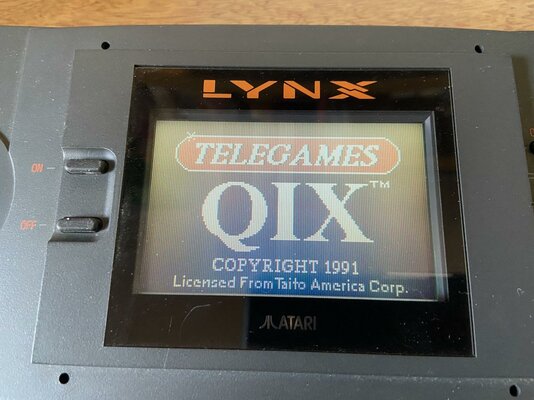 LYNX
TELEGAMES
QIX™
COPYRIGHT 1991
Licensed From Taito America Corp.
ATARI
ON
OFF